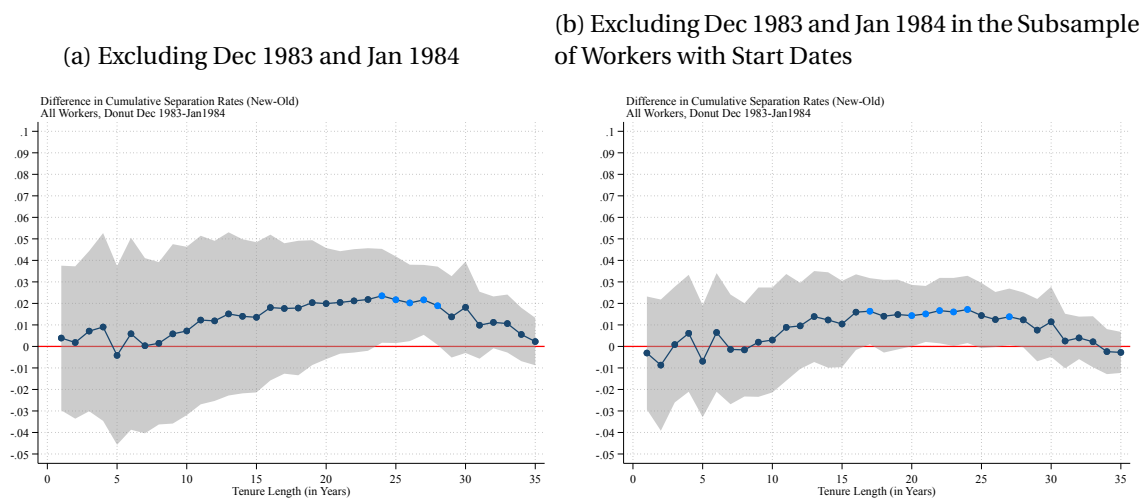 (a) Excluding Dec 1983 and Jan 1984
Difference in Cumulative Separation Rates (New-Old)
All Workers, Donut Dec 1983-Jan1984
.1
.09
.08
.07
.06
.05
.04
.03
.02
.01
0
-.01
-.02
-.03
-.04
-.05
0 5 10 15 20 25 30 35
Tenure Length (in Years)
(b) Excluding Dec 1983 and Jan 1984 in the Subsample
of Workers with Start Dates
Difference in Cumulative Separation Rates (New-Old)
All Workers, Donut Dec 1983-Jan1984
.1
.09
.08
.07
.06
.05
.04
.03
.02
.01
0
-.01
-.02
-.03
-.04
-.05
0 5 10 15 20 25 30 35
Tenure Length (in Years)